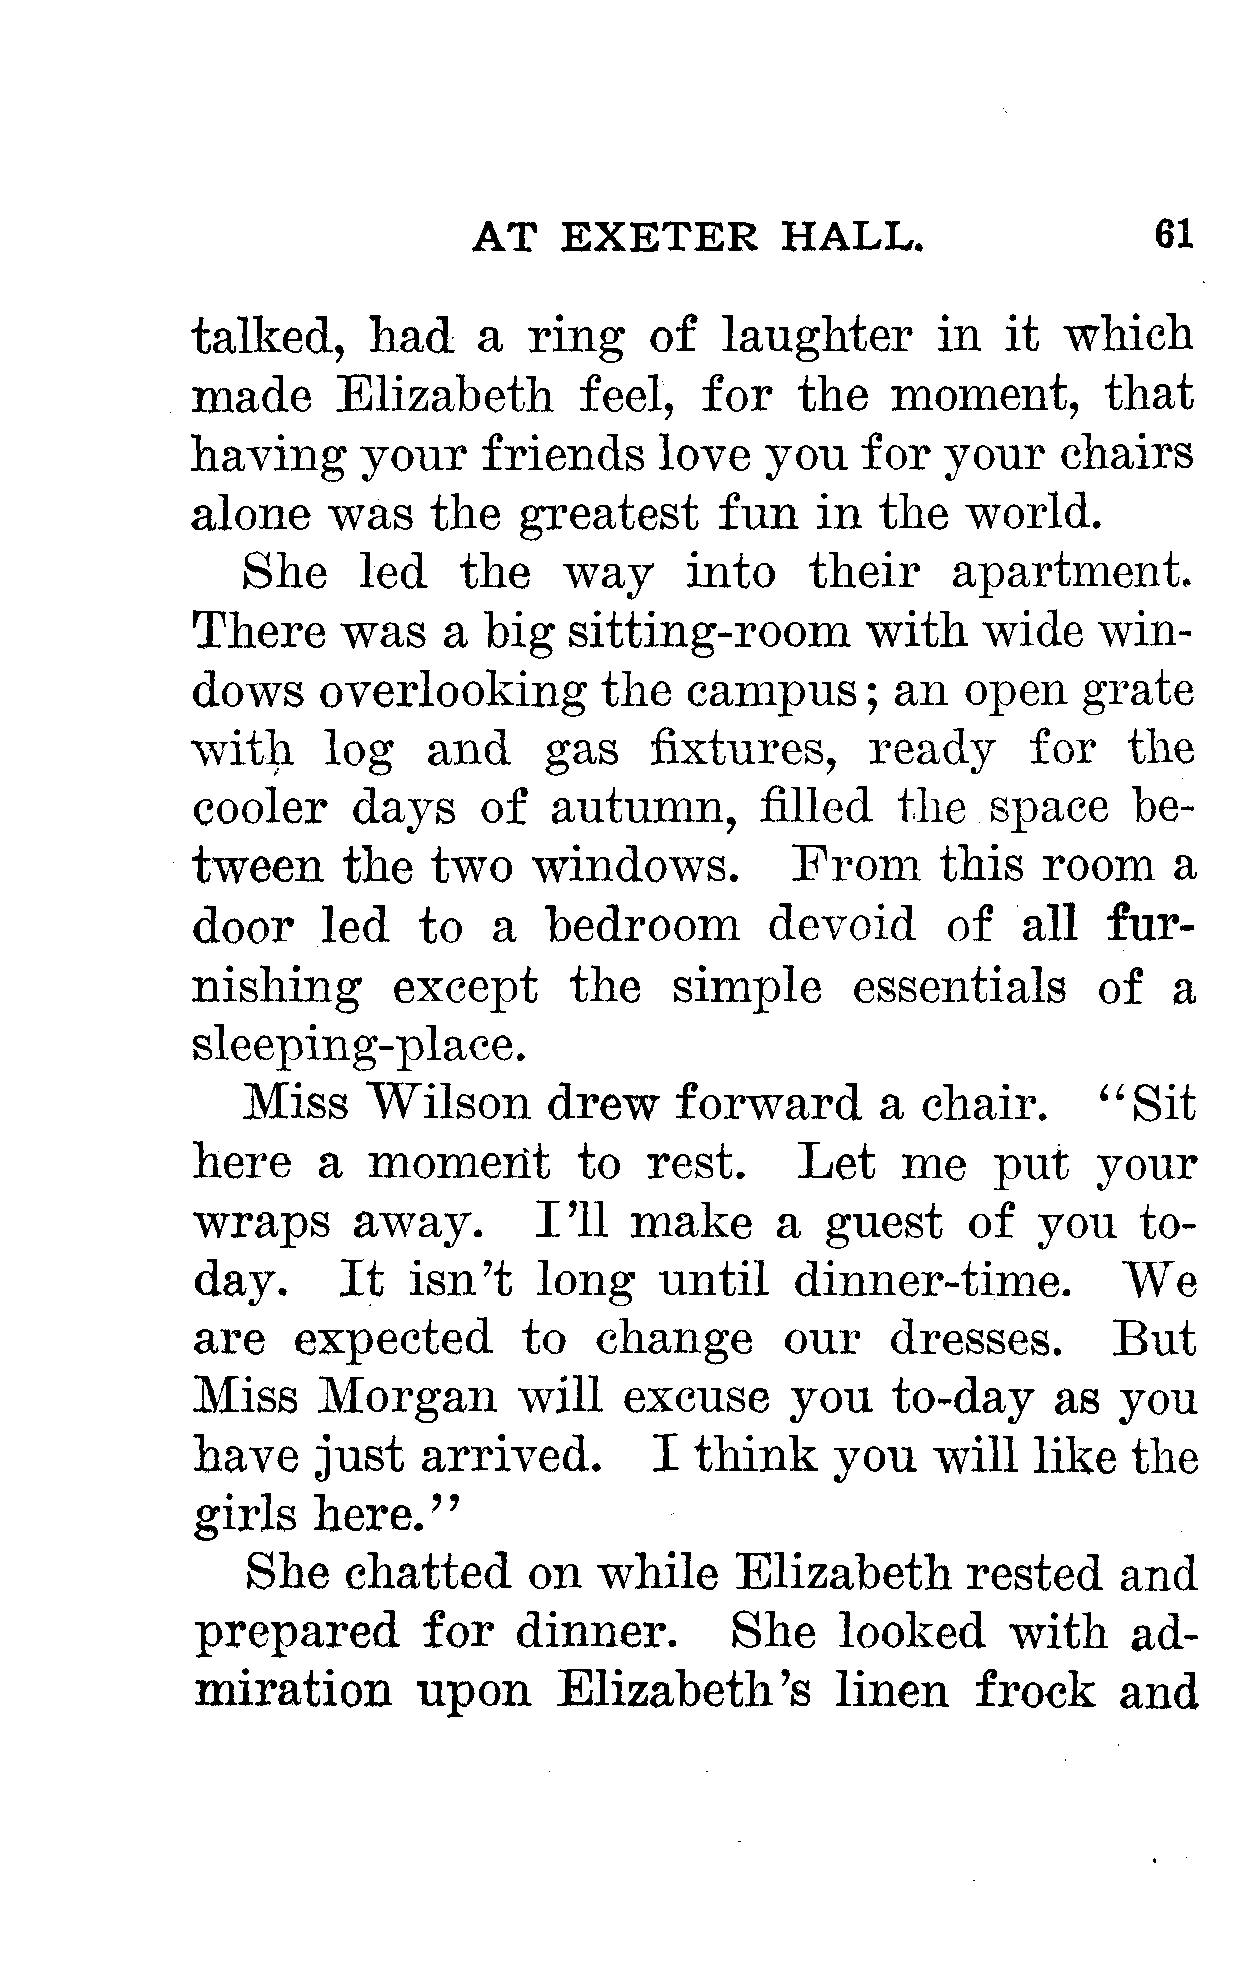 AT EXETER HALL. 61
talked, had a ring of laughter in it which
made Elizabeth feel, for the moment, that
having your friends love you for your chairs
alone was the greatest fun in the world.
She led the way into their apartment.
There was a big sitting-room with wide win-
dows overlooking the campus; an open grate
with log and gas fixtures, ready for the
cooler days of autumn, filled the space be-
tween the two windows. From this room a
door led to a bedroom devoid of all fur-
nishing except the simple essentials of a
sleeping-place.
Miss Wilson drew forward a chair. "Sit
here a moment to rest. Let me put your
wraps away. I'll make a guest of you to-
day. It isn't long until dinner-time. We
are expected to change our dresses. But
Miss Morgan will excuse you to-day as you
have just arrived. I think you will like the
girls here."
She chatted on while Elizabeth rested and
prepared for dinner. She looked with ad-
miration upon Elizabeth's linen frock and